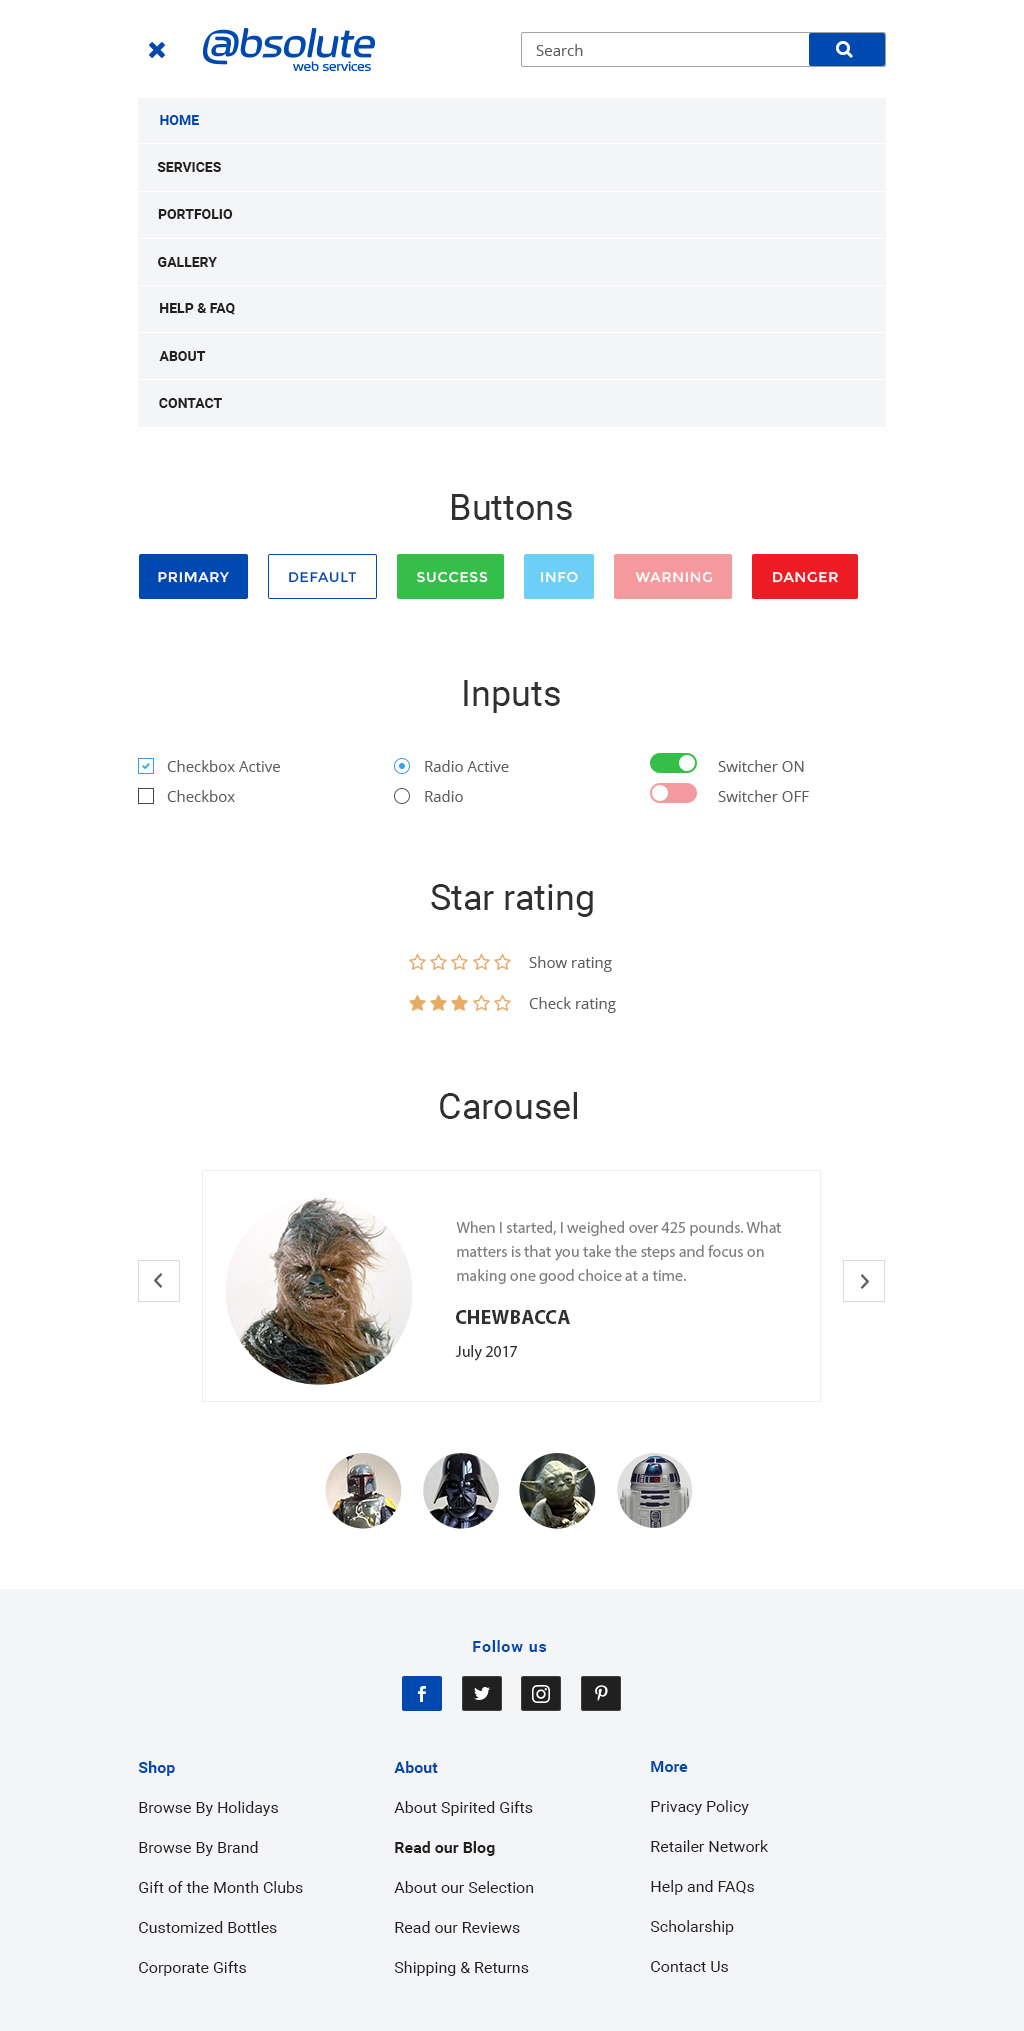 @bsolute
web services
Search
HOME
SERVICES
PORTFOLIO
GALLERY
HELP & FAQ
ABOUT
CONTACT
Buttons
PRIMARY DEFAULT SUCCESS INFO WARNING DANGER
Inputs
Checkbox Active Radio Active Switcher ON
Checkbox Radio Switcher OFF
Star rating
Show rating
Check rating
Carousel
When I started, I weighed over 425 pounds. What
matters is that you take the steps and focus on
making one good choice at a time.
CHEWBACCA
July 2017
Follow us
Shop About More
Browse By Holidays About Spirited Gifts Privacy Policy
Browse By Brand Read our Blog Retailer Network
Gift of the Month Clubs About our Selection Help and FAQs
Customized Bottles Read our Reviews Scholarship
Corporate Gifts Shipping & Returns Contact Us